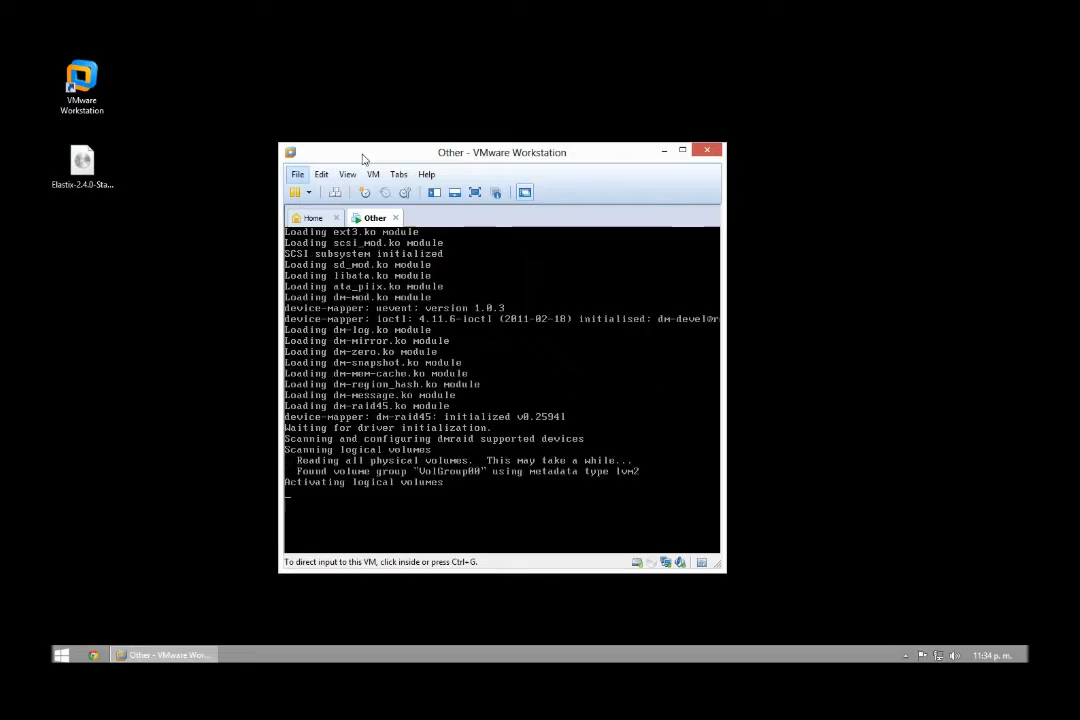 VMware
Workstation
Elastix-2.4.0-Sta...
Other - VMware Workstation
File Edit View VM Tabs Help
Home Other
Loading ext3.ko module
Loading scsi_mod.ko module
SCSI subsystem initialized
Loading sd_mod.ko module
Loading libata.ko module
Loading ata_piix.ko module
Loading dm-mod.ko module
device-mapper: uevent: version 1.0.3
device-mapper: ioctl: 4.11.6-ioctl (2011-02-18) initialised: dm-devel@r
Loading dm-log.ko module
Loading dm-mirror.ko module
Loading dm-zero.ko module
Loading dm-snapshot.ko module
Loading dm-mem-cache.ko module
Loading dm-region_hash.ko module
Loading dm-message.ko module
Loading dm-raid45.ko module
device-mapper: dm-raid45: initialized v0.2594l
Waiting for driver initialization.
Scanning and configuring dmraid supported devices
Scanning logical volumes
Reading all physical volumes.  This may take a while...
Found volume group "VolGroup00" using metadata type lvm2
Activating logical volumes
To direct input to this VM, click inside or press Ctrl+G.
Other - VMware Wor...
11:34 p. m.